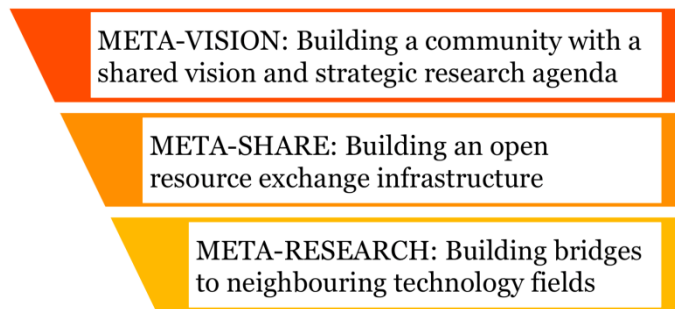 META-VISION: Building a community with a
shared vision and strategic research agenda
META-SHARE: Building an open
resource exchange infrastructure
META-RESEARCH: Building bridges
to neighbouring technology fields